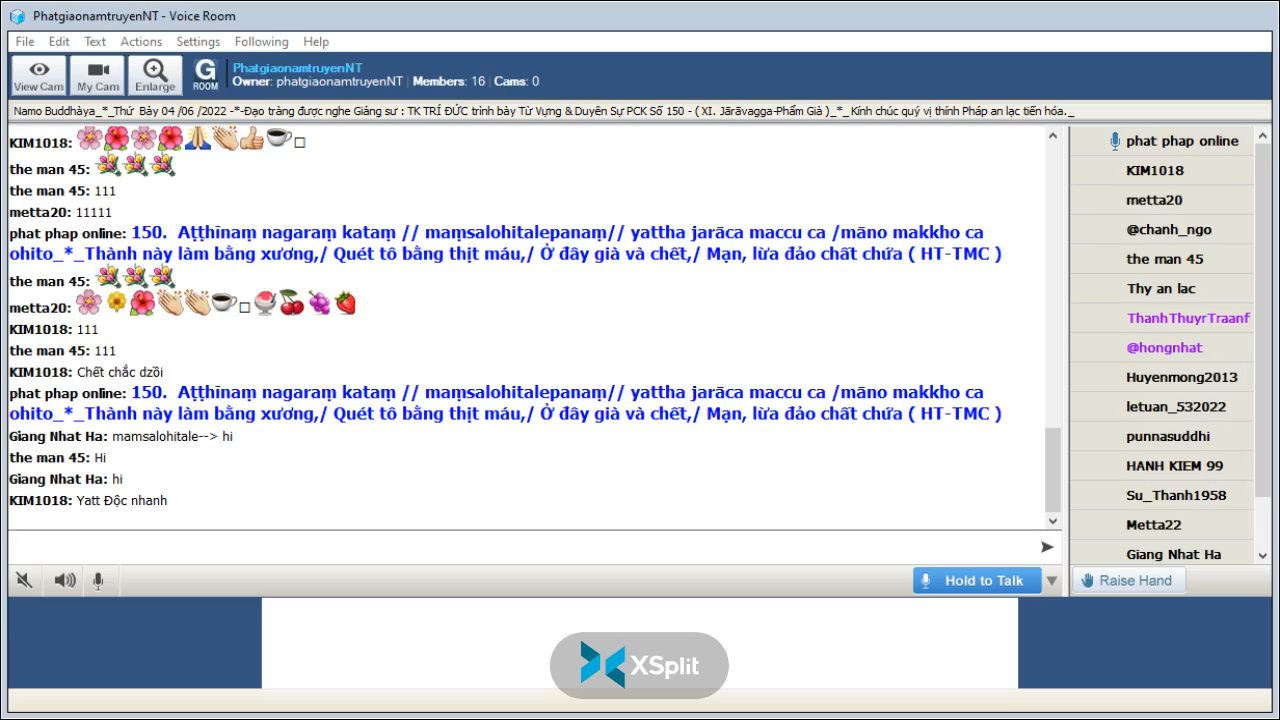 PhatgiaonamtruyenNT - Voice Room
File Edit Text Actions Settings Following Help
View Cam
My Cam
Enlarge
G
ROOM
PhatgiaonamtruyenNT
Owner: phatgiaonamtruyenNT | Members: 16 | Cams: 0
Namo Buddhàya_*_Thứ Bảy 04 /06 /2022 -*-Đạo tràng được nghe Giảng sư : TK TRÍ ĐỨC trình bày Từ Vựng & Duyên Sự PCK Số 150 - ( XI. Jārāvagga-Phẩm Già )_*_ Kính chúc quý vị thính Pháp an lạc tiến hóa._
KIM1018:
the man 45:
the man 45: 111
metta20: 11111
phat phap online: 150. Aṭṭhīnaṃ nagaraṃ kataṃ // maṃsalohitalepanaṃ// yattha jarāca maccu ca /māno makkho ca
ohito_*_Thành này làm bằng xương,/ Quét tô bằng thịt máu,/ Ở đây già và chết,/ Mạn, lừa đảo chất chứa ( HT-TMC )
the man 45:
metta20:
KIM1018: 111
the man 45: 111
KIM1018: Chết chắc dzồi
phat phap online: 150. Aṭṭhīnaṃ nagaraṃ kataṃ // maṃsalohitalepanaṃ// yattha jarāca maccu ca /māno makkho ca
ohito_*_Thành này làm bằng xương,/ Quét tô bằng thịt máu,/ Ở đây già và chết,/ Mạn, lừa đảo chất chứa ( HT-TMC )
Giang Nhat Ha: mamsalohitale--> hi
the man 45: Hi
Giang Nhat Ha: hi
KIM1018: Yatt Độc nhanh
phat phap online
KIM1018
metta20
@chanh_ngo
the man 45
Thy an lac
ThanhThuyrTraanf
@hongnhat
Huyenmong2013
letuan_532022
punnasuddhi
HANH KIEM 99
Su_Thanh1958
Metta22
Giang Nhat Ha
Hold to Talk
Raise Hand
XSplit